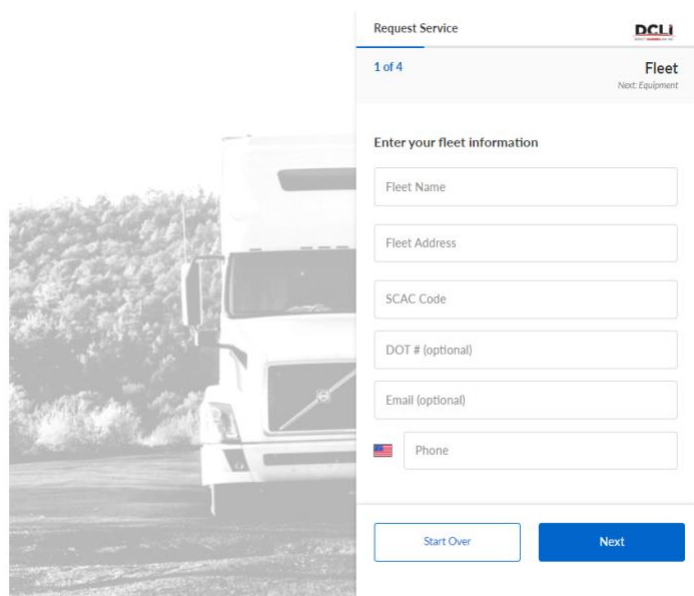 Request Service
DCLI
1 of 4
Fleet
Next: Equipment
Enter your fleet information
Fleet Name
Fleet Address
SCAC Code
DOT # (optional)
Email (optional)
Phone
Start Over
Next